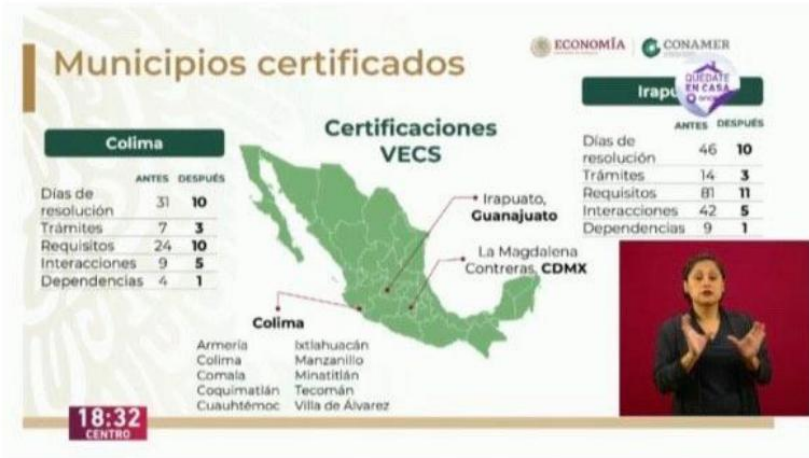 ECONOMÍA
CONAMER
Municipios certificados
QUÉDATE
EN CASA
Colima
ANTES DESPUÉS
Días de resolución 31 10
Trámites 7 3
Requisitos 24 10
Interacciones 9 5
Dependencias 4 1
Certificaciones
VECS
Irapuato,
Guanajuato
La Magdalena
Contreras, CDMX
Colima
Armería Ixtlahuacán
Colima Manzanillo
Comala Minatitlán
Coquimatlán Tecomán
Cuauhtémoc Villa de Álvarez
ANTES DESPUÉS
Días de resolución 46 10
Trámites 14 3
Requisitos 81 11
Interacciones 42 5
Dependencias 9 1
18:32
CENTRO